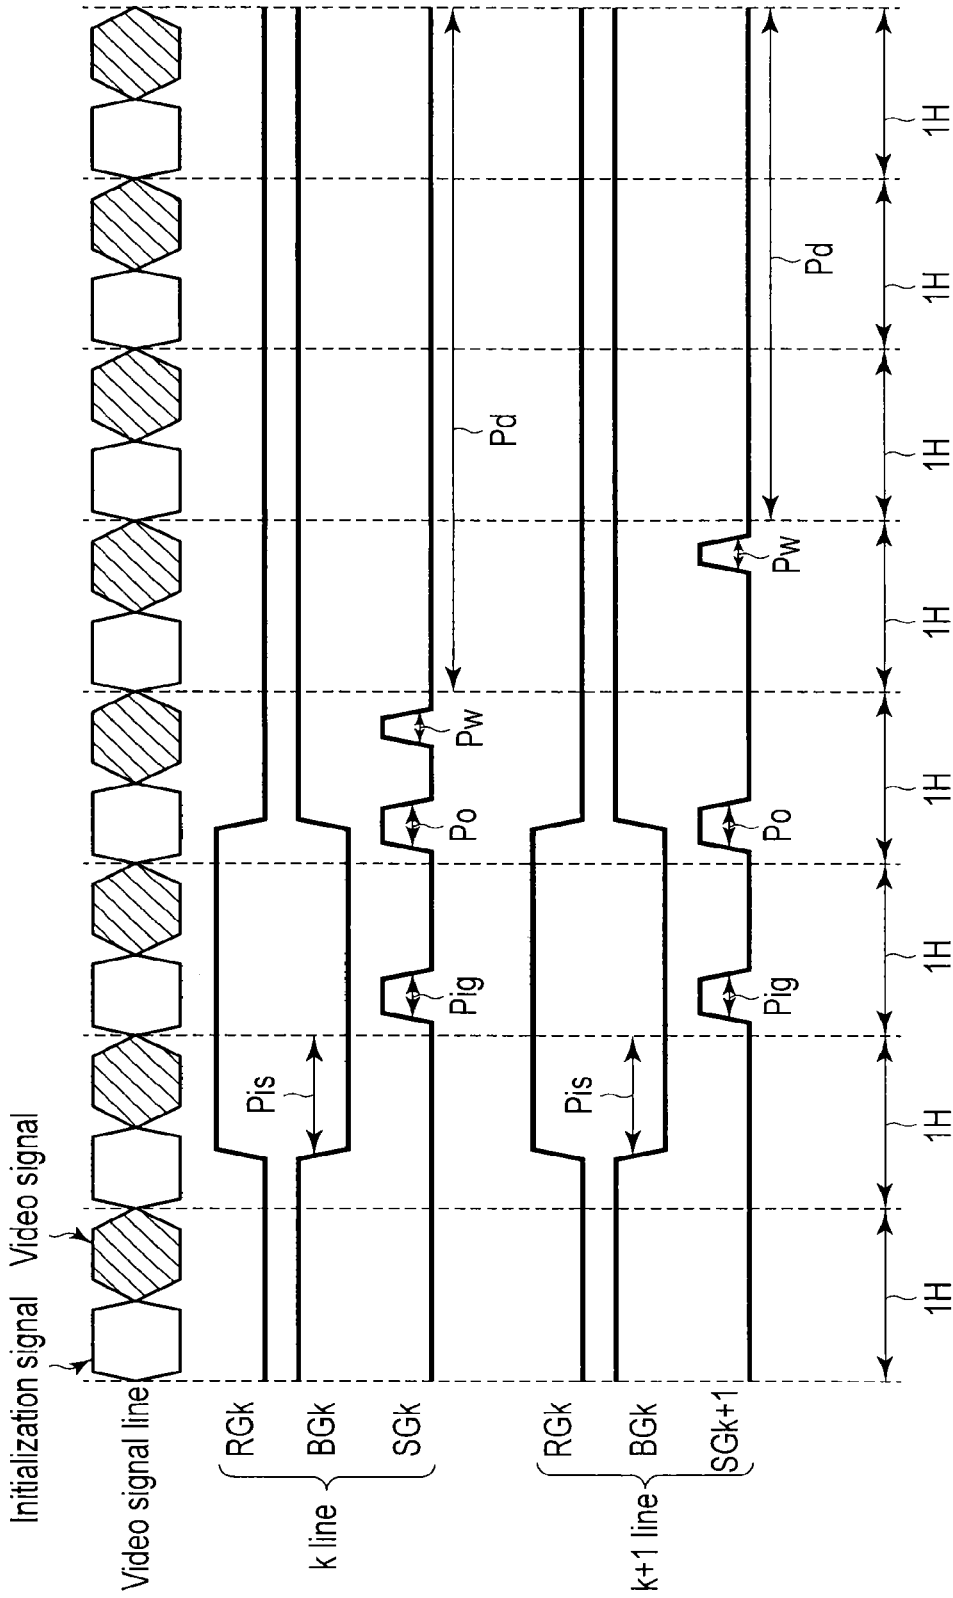 Initialization signal Video signal
Video signal line
k line
RGk
BGk
Pis
SGk
Pig
Po
Pw
Pd
k+1 line
RGk
BGk
Pis
SGk+1
Pig
Po
Pw
Pd
1H 1H 1H 1H 1H 1H 1H 1H